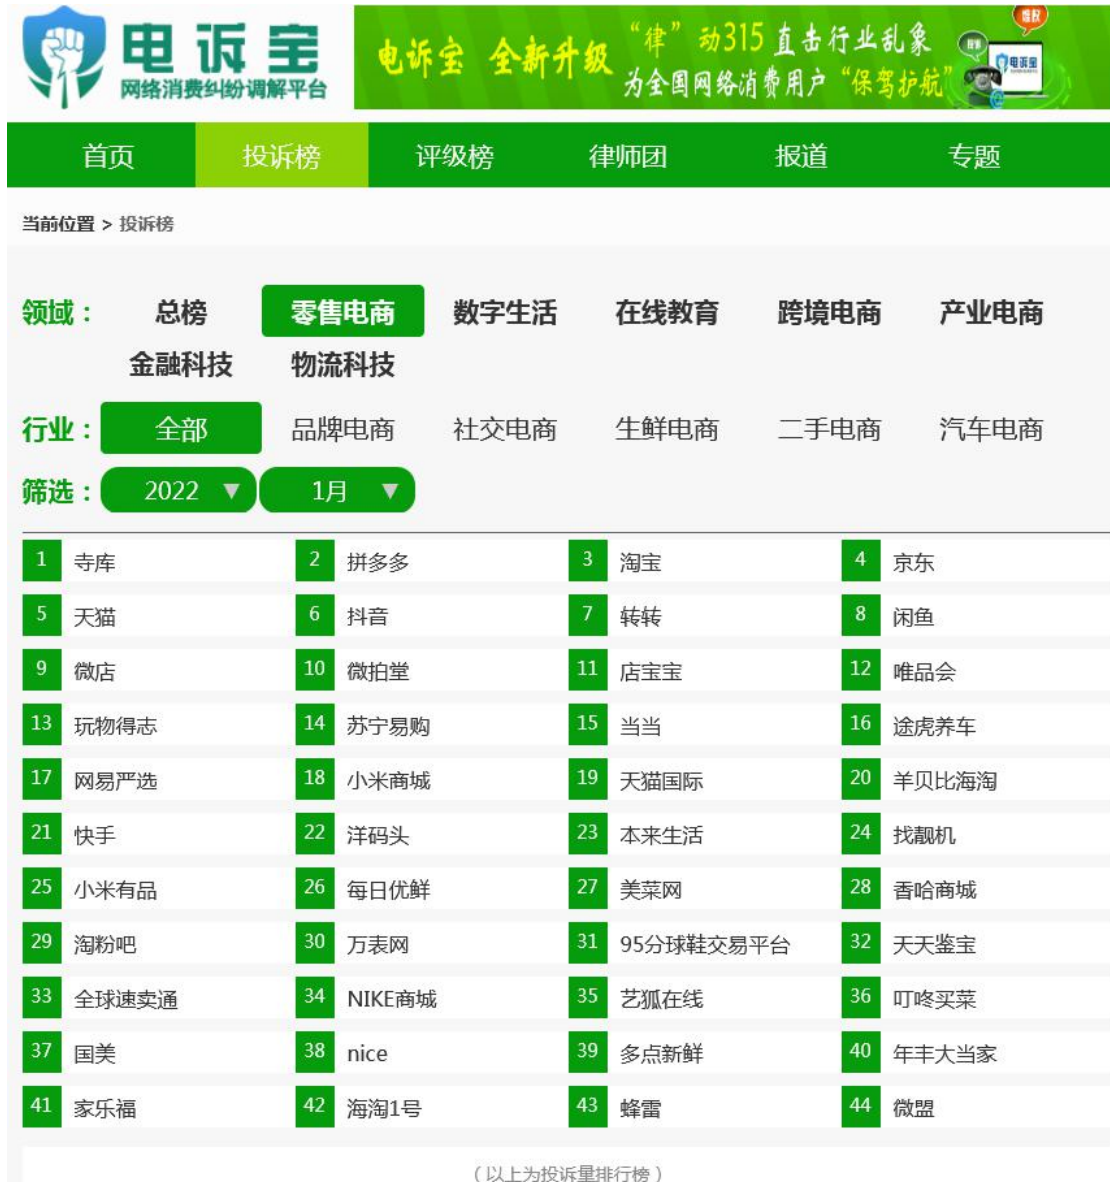 电诉宝
网络消费纠纷调解平台
电诉宝 全新升级
“律”动315 直击行业乱象
为全国网络消费用户“保驾护航”
维权
投诉
电诉宝
首页 投诉榜 评级榜 律师团 报道 专题
当前位置 > 投诉榜
领域： 总榜 零售电商 数字生活 在线教育 跨境电商 产业电商
金融科技 物流科技
行业： 全部 品牌电商 社交电商 生鲜电商 二手电商 汽车电商
筛选： 2022 ▼ 1月 ▼
1 寺库 2 拼多多 3 淘宝 4 京东
5 天猫 6 抖音 7 转转 8 闲鱼
9 微店 10 微拍堂 11 店宝宝 12 唯品会
13 玩物得志 14 苏宁易购 15 当当 16 途虎养车
17 网易严选 18 小米商城 19 天猫国际 20 羊贝比海淘
21 快手 22 洋码头 23 本来生活 24 找靓机
25 小米有品 26 每日优鲜 27 美菜网 28 香哈商城
29 淘粉吧 30 万表网 31 95分球鞋交易平台 32 天天鉴宝
33 全球速卖通 34 NIKE商城 35 艺狐在线 36 叮咚买菜
37 国美 38 nice 39 多点新鲜 40 年丰大当家
41 家乐福 42 海淘1号 43 蜂雷 44 微盟
（以上为投诉量排行榜）